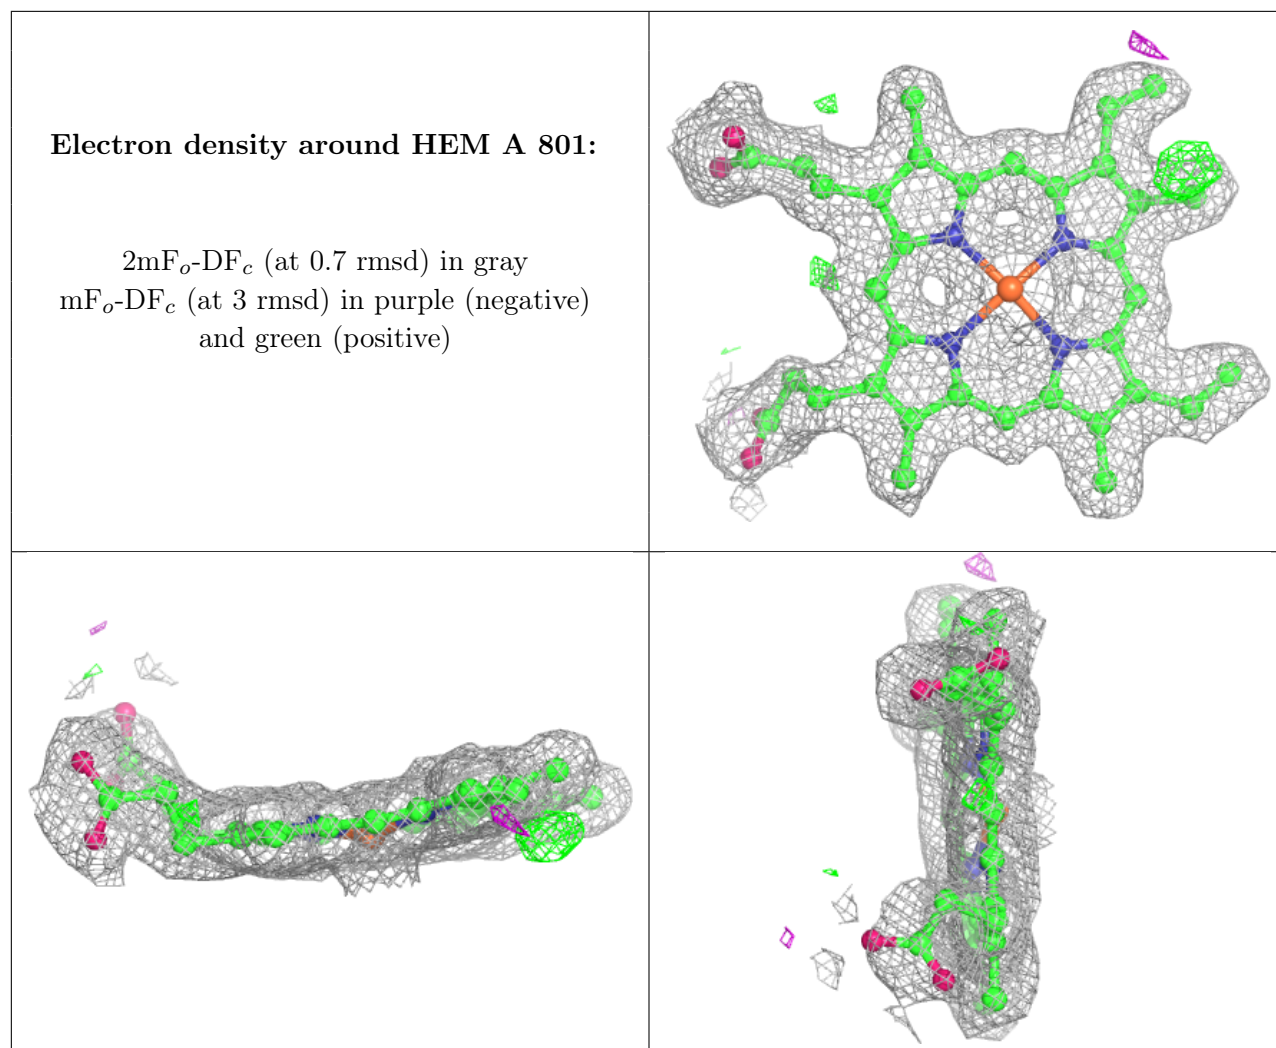 Electron density around HEM A 801:
2mFo-DFc (at 0.7 rmsd) in gray
mFo-DFc (at 3 rmsd) in purple (negative)
and green (positive)